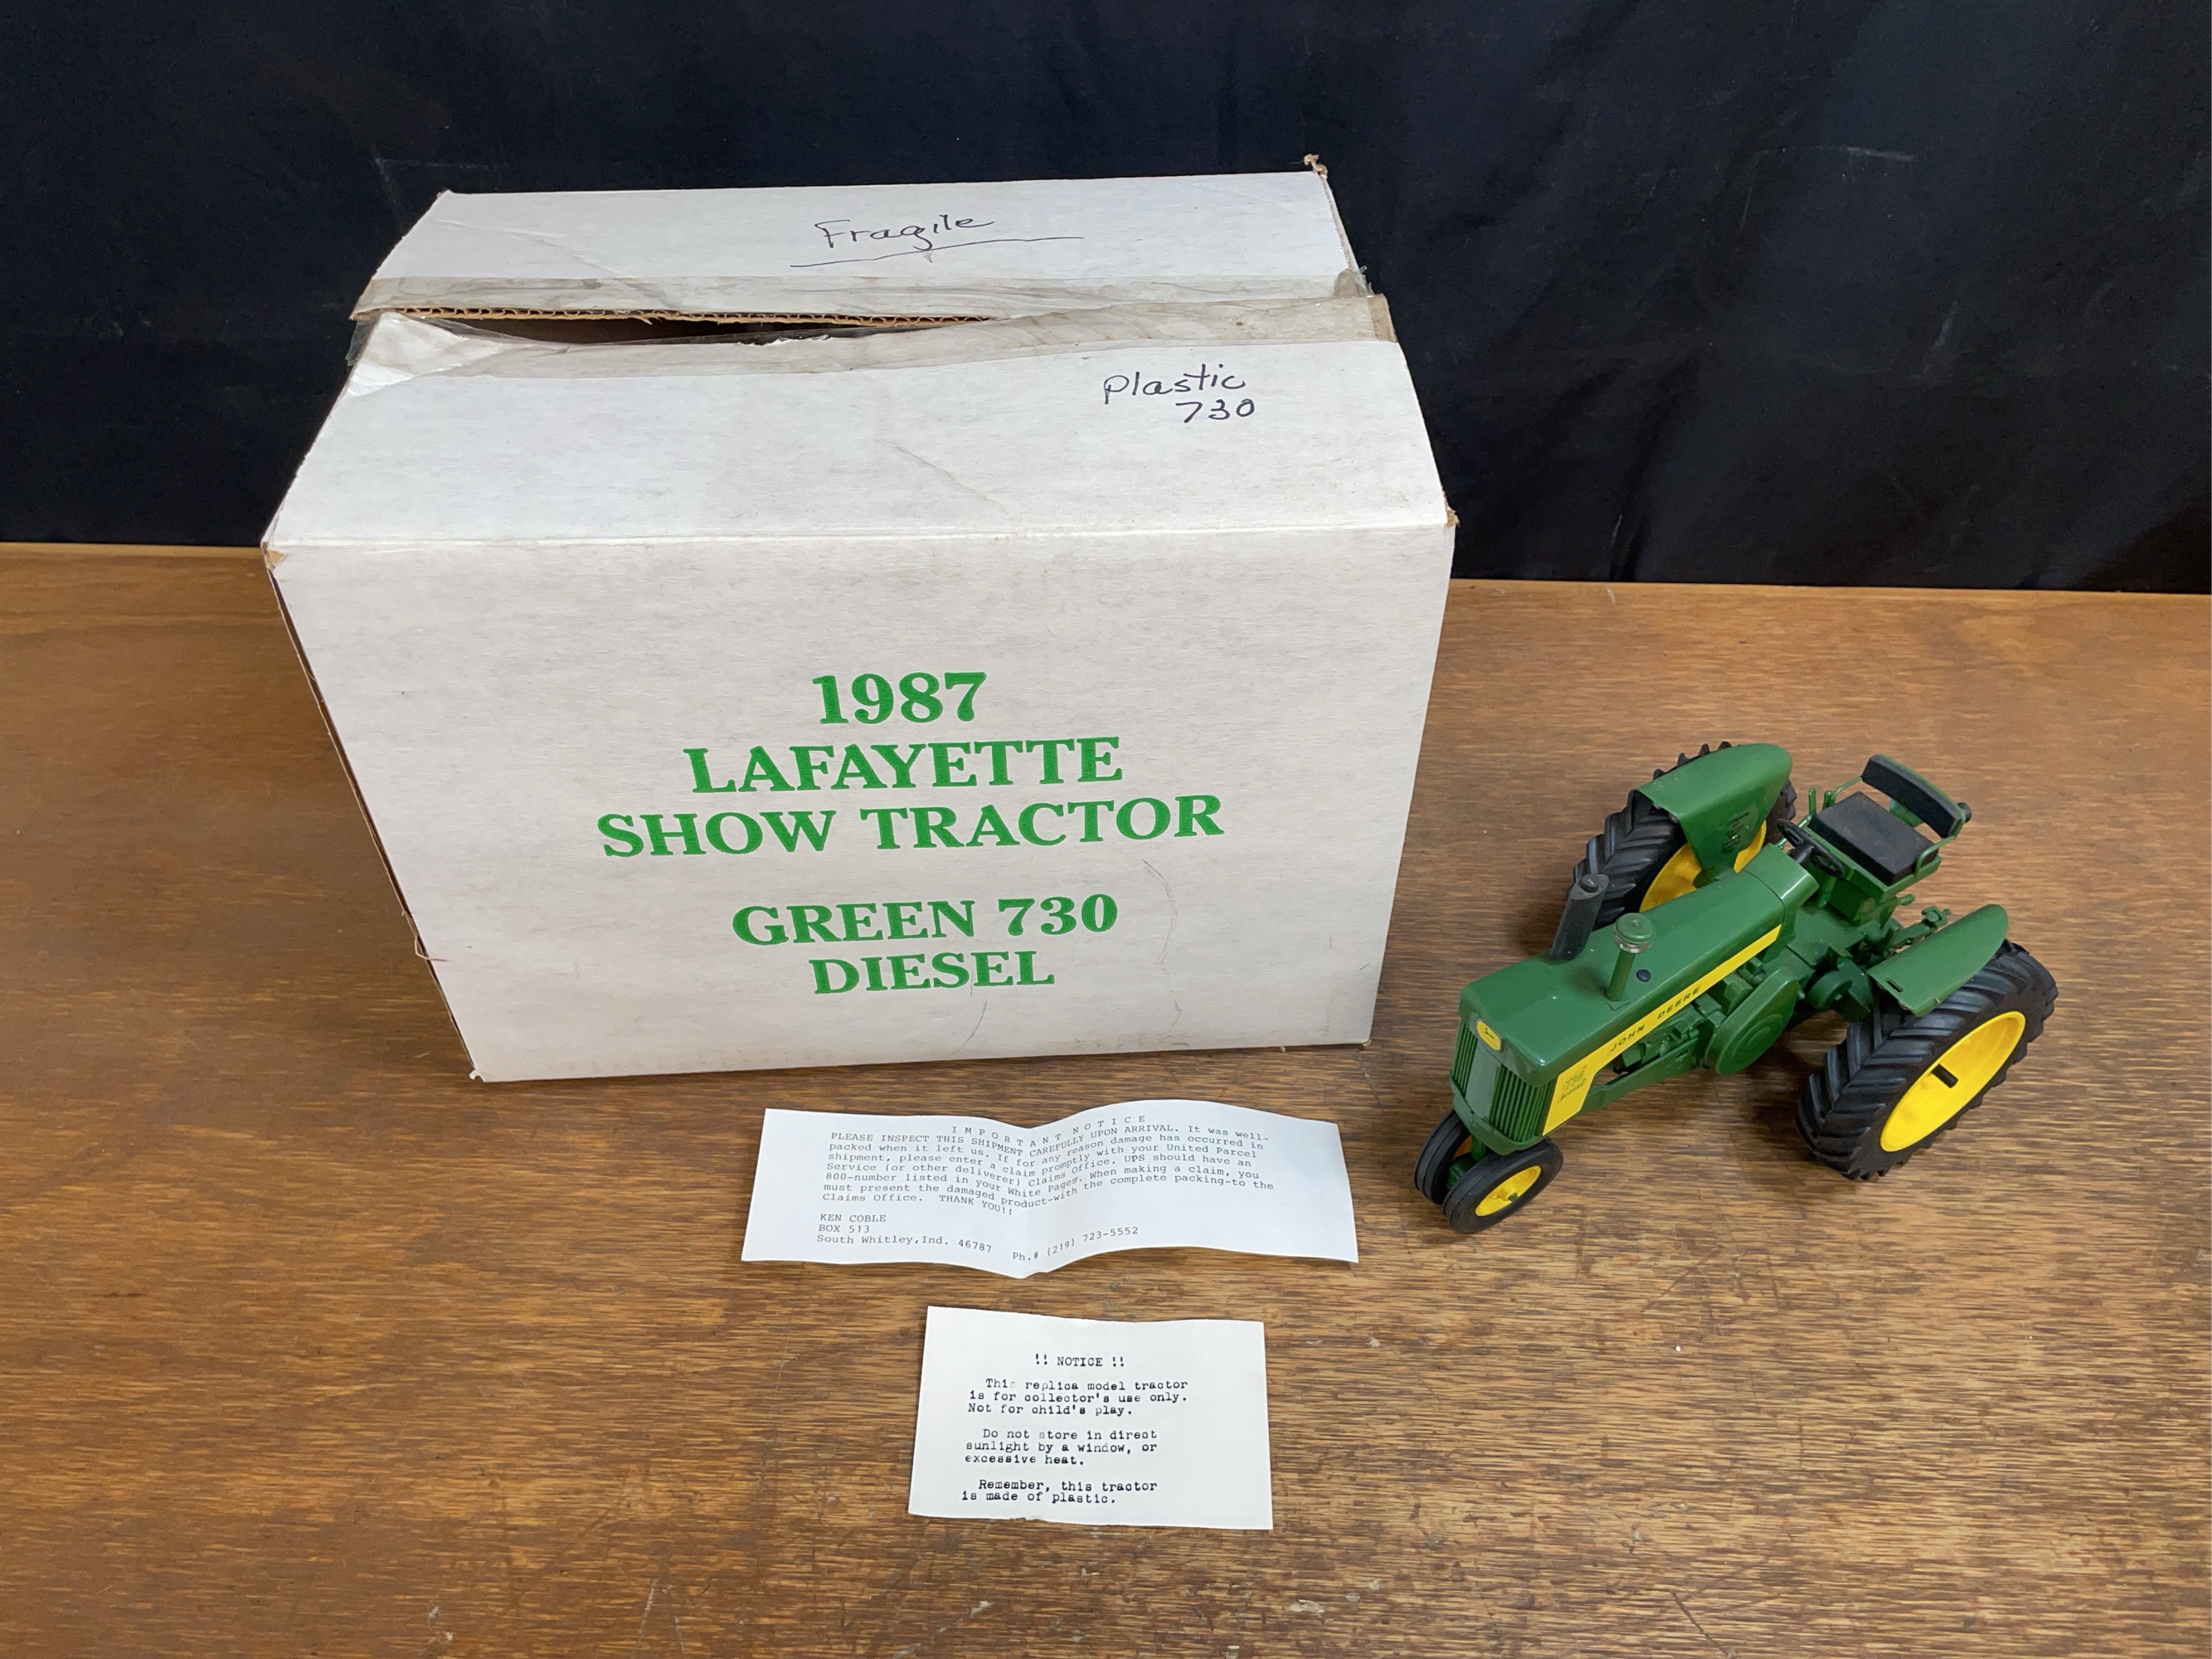 Fragile
Plastic
730
1987
LAFAYETTE
SHOW TRACTOR
GREEN 730
DIESEL
JOHN DEERE
730
IMPORTANT NOTICE
PLEASE INSPECT THIS SHIPMENT CAREFULLY UPON ARRIVAL. It was well-
packed when it left us. If for any reason damage has occurred in
shipment, please enter a claim promptly with your United Parcel
Service (or other deliverer) Claims Office. UPS should have an
800-number listed in your White Pages. When making a claim, you
must present the damaged product-with the complete packing-to the
Claims Office. THANK YOU!!
KEN COBLE
BOX 513
South Whitley,Ind. 46787 Ph.# (219) 723-5552
!! NOTICE !!
This replica model tractor
is for collector's use only.
Not for child's play.
Do not store in direct
sunlight by a window, or
excessive heat.
Remember, this tractor
is made of plastic.